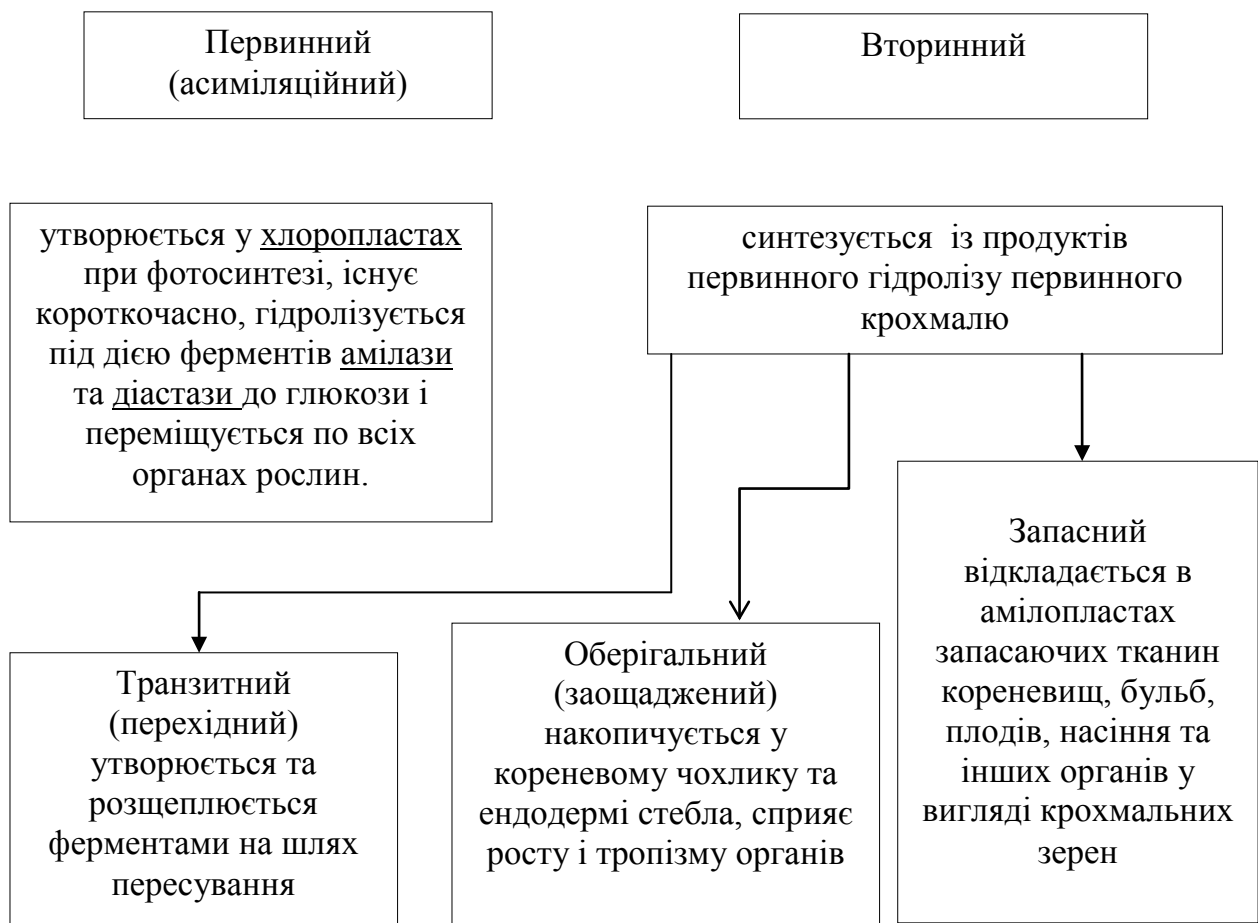 Первинний
(асиміляційний)
Вторинний
утворюється у хлоропластах
при фотосинтезі, існує
короткочасно, гідролізується
під дією ферментів амілази
та діастази до глюкози і
переміщується по всіх
органах рослин.
синтезується із продуктів
первинного гідролізу первинного
крохмалю
Транзитний
(перехідний)
утворюється та
розщеплюється
ферментами на шлях
пересування
Оберігальний
(заощаджений)
накопичується у
кореневому чохлику та
ендодермі стебла, сприяє
росту і тропізму органів
Запасний
відкладається в
амілопластах
запасаючих тканин
кореневищ, бульб,
плодів, насіння та
інших органів у
вигляді крохмальних
зерен